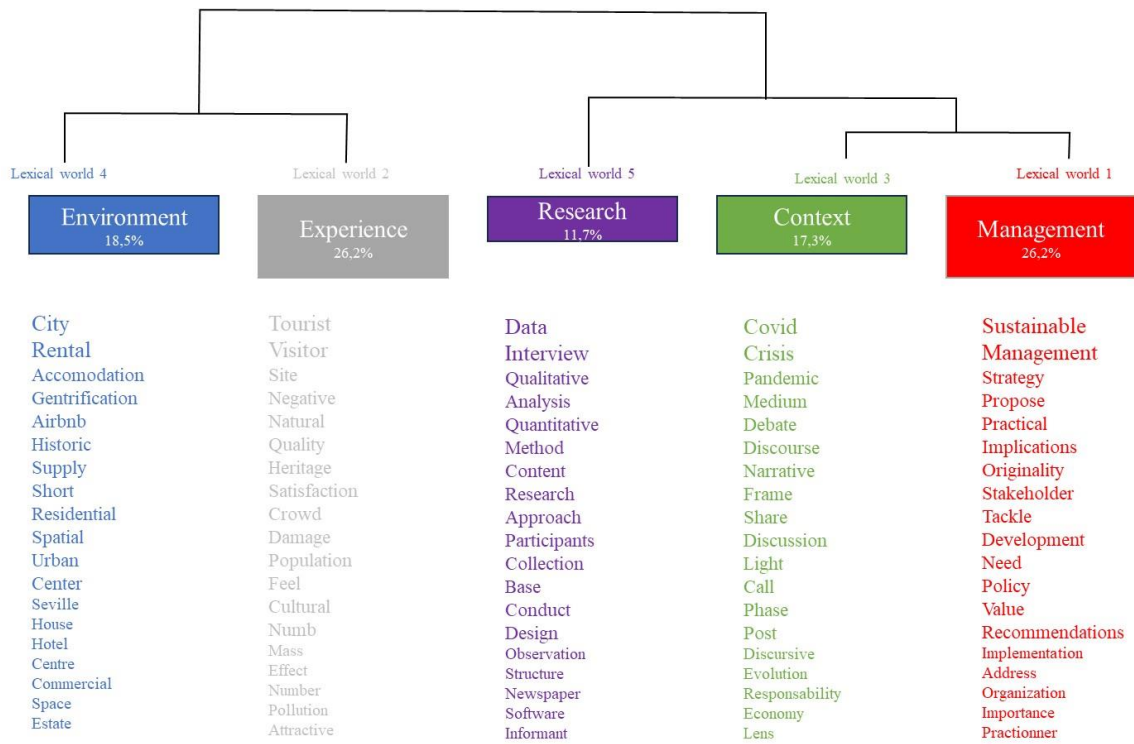 Lexical world 4
Environment
18,5%
City
Rental
Accomodation
Gentrification
Airbnb
Historic
Supply
Short
Residential
Spatial
Urban
Center
Seville
House
Hotel
Centre
Commercial
Space
Estate
Lexical world 2
Experience
26,2%
Tourist
Visitor
Site
Negative
Natural
Quality
Heritage
Satisfaction
Crowd
Damage
Population
Feel
Cultural
Numb
Mass
Effect
Number
Pollution
Attractive
Lexical world 5
Research
11,7%
Data
Interview
Qualitative
Analysis
Quantitative
Method
Content
Research
Approach
Participants
Collection
Base
Conduct
Design
Observation
Structure
Newspaper
Software
Informant
Lexical world 3
Context
17,3%
Covid
Crisis
Pandemic
Medium
Debate
Discourse
Narrative
Frame
Share
Discussion
Light
Call
Phase
Post
Discursive
Evolution
Responsability
Economy
Lens
Lexical world 1
Management
26,2%
Sustainable
Management
Strategy
Propose
Practical
Implications
Originality
Stakeholder
Tackle
Development
Need
Policy
Value
Recommendations
Implementation
Address
Organization
Importance
Practionner